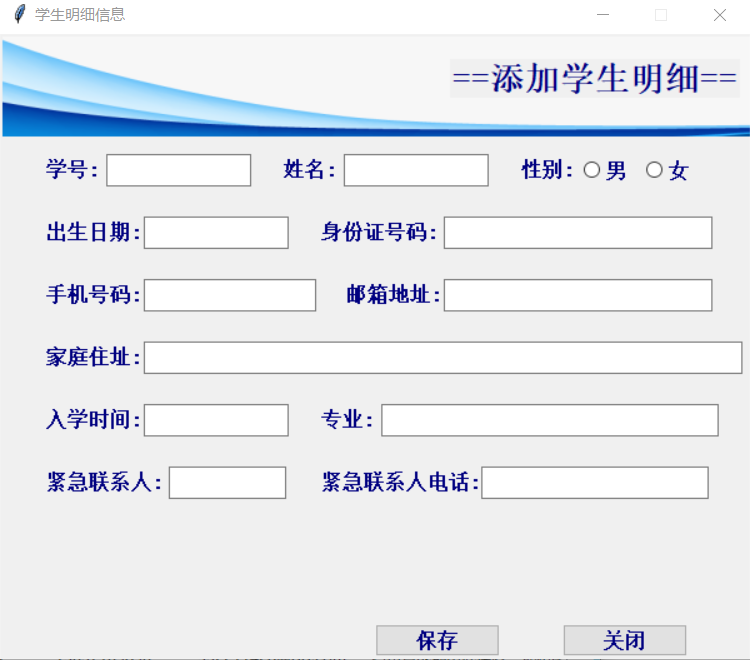 学生明细信息
==添加学生明细==
学号: 姓名: 性别: 男 女
出生日期: 身份证号码:
手机号码: 邮箱地址:
家庭住址:
入学时间: 专业:
紧急联系人: 紧急联系人电话:
保存 关闭